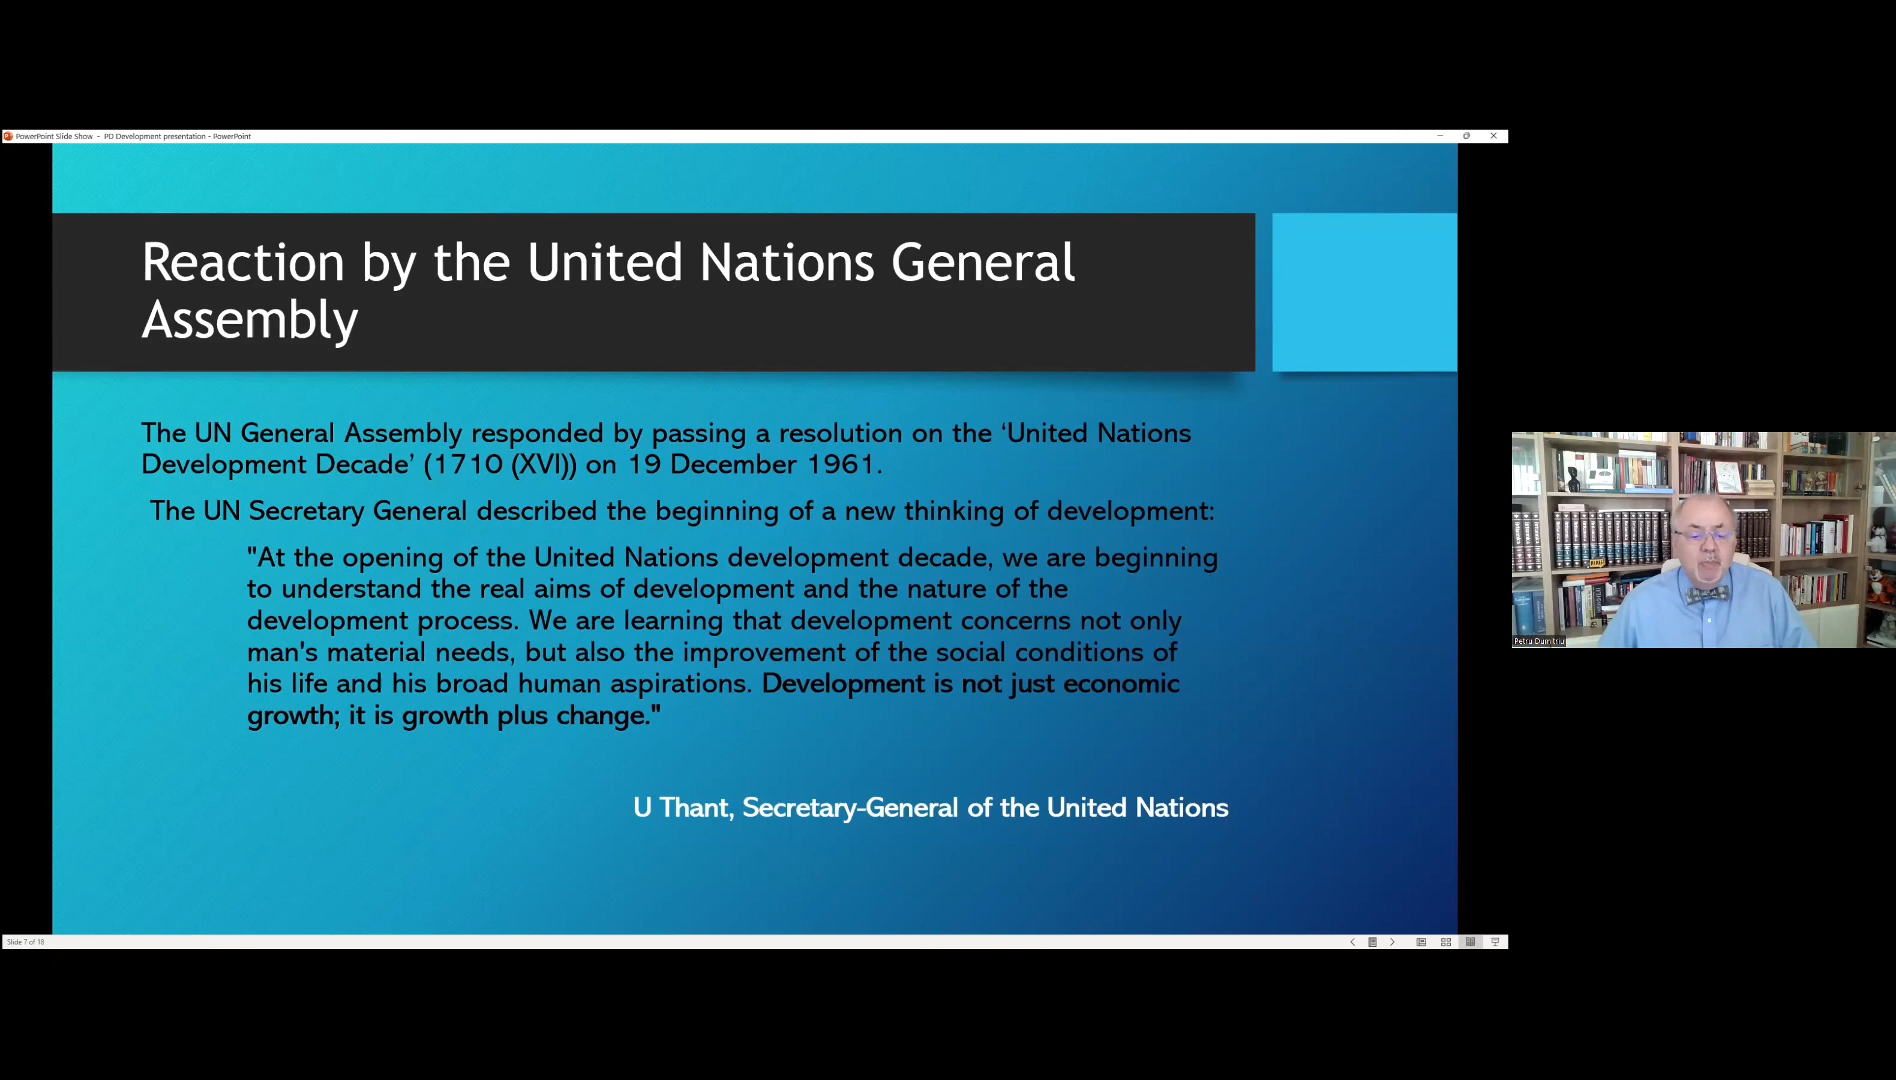 PowerPoint Slide Show - PD Development presentation - PowerPoint
Reaction by the United Nations General
Assembly
The UN General Assembly responded by passing a resolution on the ‘United Nations
Development Decade’ (1710 (XVI)) on 19 December 1961.
The UN Secretary General described the beginning of a new thinking of development:
"At the opening of the United Nations development decade, we are beginning
to understand the real aims of development and the nature of the
development process. We are learning that development concerns not only
man's material needs, but also the improvement of the social conditions of
his life and his broad human aspirations. Development is not just economic
growth; it is growth plus change."
U Thant, Secretary-General of the United Nations
Petru Dumitriu
Slide 7 of 18